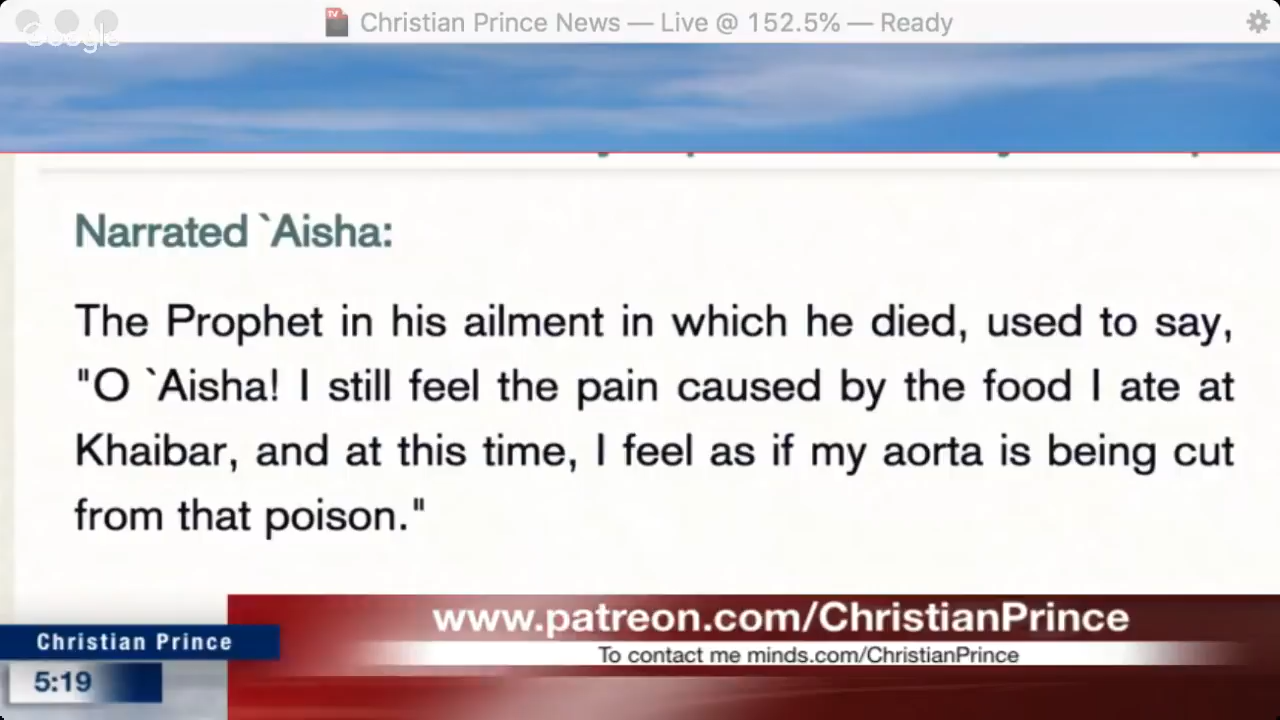 Christian Prince News — Live @ 152.5% — Ready
Google
Narrated `Aisha:
The Prophet in his ailment in which he died, used to say,
"O `Aisha! I still feel the pain caused by the food I ate at
Khaibar, and at this time, I feel as if my aorta is being cut
from that poison."
www.patreon.com/ChristianPrince
To contact me minds.com/ChristianPrince
Christian Prince
5:19